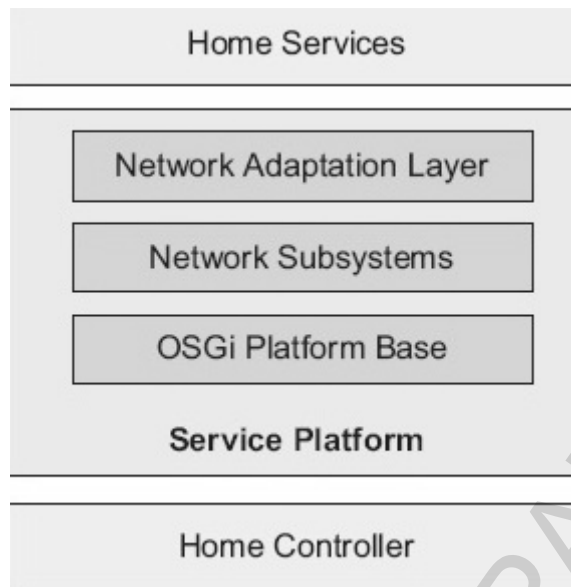 Home Services
Network Adaptation Layer
Network Subsystems
OSGi Platform Base
Service Platform
Home Controller